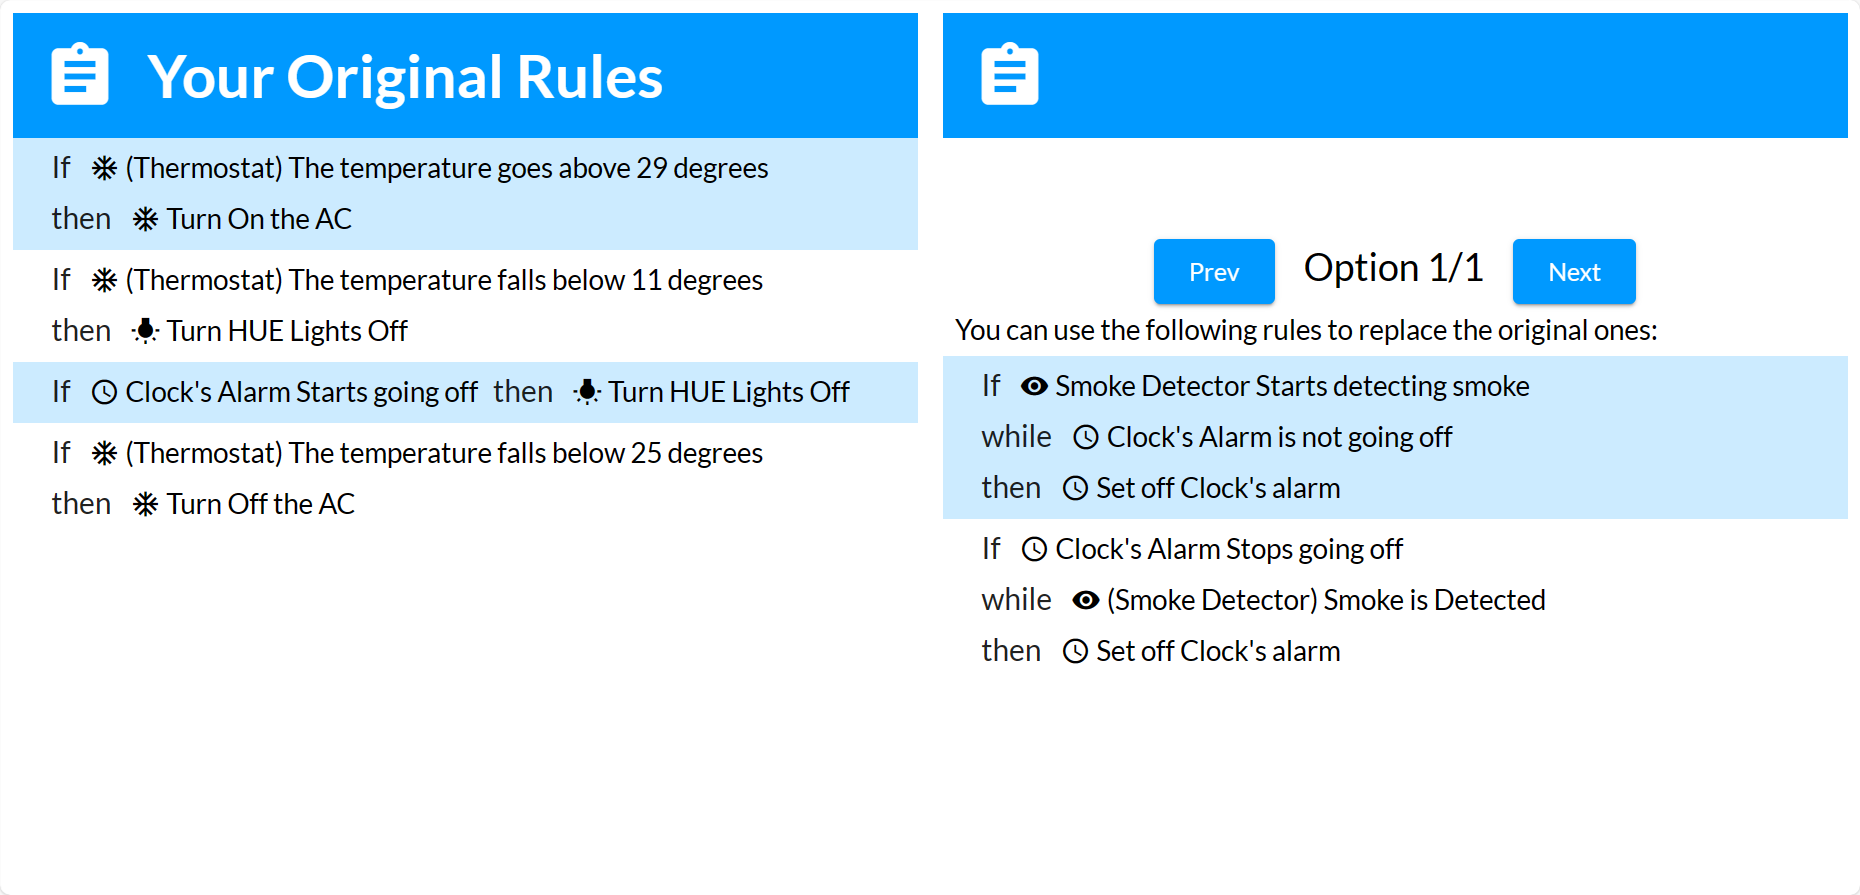 Your Original Rules
If (Thermostat) The temperature goes above 29 degrees
then Turn On the AC
If (Thermostat) The temperature falls below 11 degrees
then Turn HUE Lights Off
If Clock's Alarm Starts going off then Turn HUE Lights Off
If (Thermostat) The temperature falls below 25 degrees
then Turn Off the AC
Prev Option 1/1 Next
You can use the following rules to replace the original ones:
If Smoke Detector Starts detecting smoke
while Clock's Alarm is not going off
then Set off Clock's alarm
If Clock's Alarm Stops going off
while (Smoke Detector) Smoke is Detected
then Set off Clock's alarm